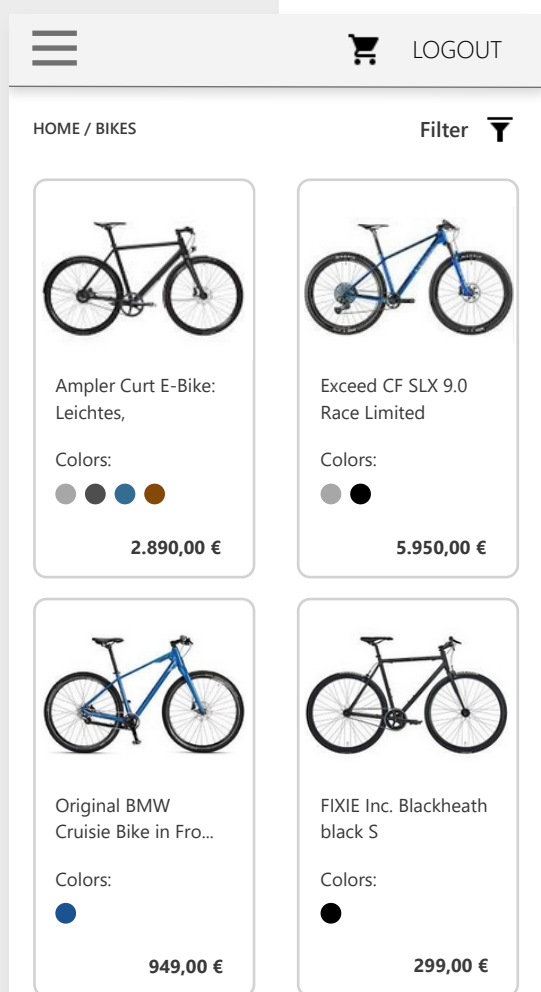 LOGOUT
HOME / BIKES
Filter
Ampler Curt E-Bike:
Leichtes,
Colors:
2.890,00 €
Exceed CF SLX 9.0
Race Limited
Colors:
5.950,00 €
Original BMW
Cruisie Bike in Fro...
Colors:
949,00 €
FIXIE Inc. Blackheath
black S
Colors:
299,00 €